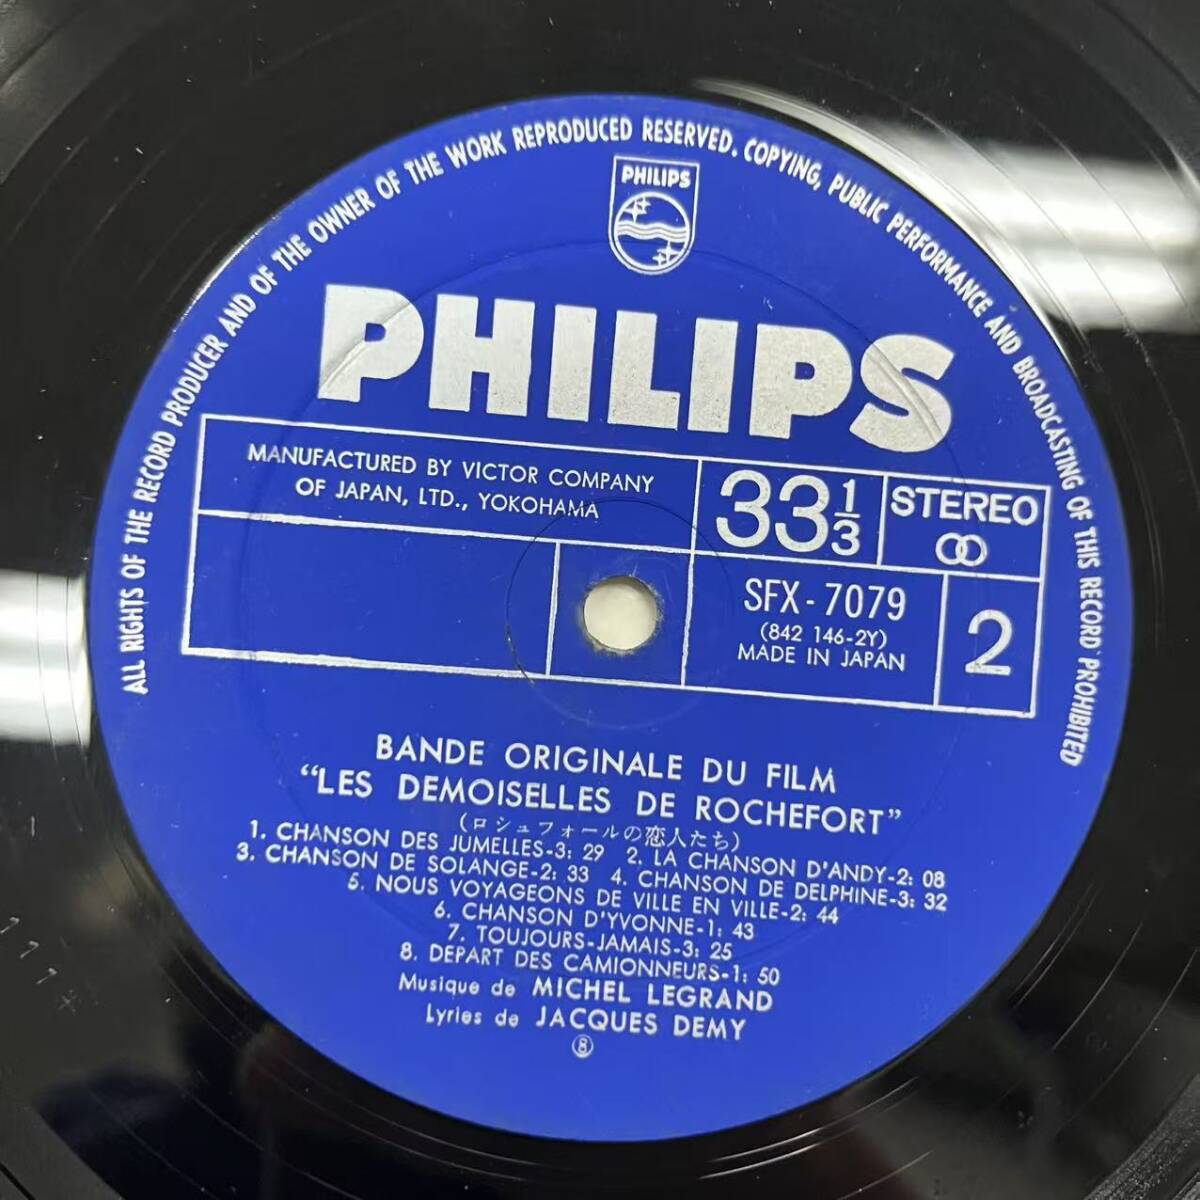 ALL RIGHTS OF THE RECORD PRODUCER AND OF THE OWNER OF THE WORK REPRODUCED RESERVED. COPYING, PUBLIC PERFORMANCE AND BROADCASTING OF THIS RECORD PROHIBITED
PHILIPS
PHILIPS
MANUFACTURED BY VICTOR COMPANY
OF JAPAN, LTD., YOKOHAMA
33 1/3
STEREO
SFX-7079
(842 146-2Y)
MADE IN JAPAN
2
BANDE ORIGINALE DU FILM
“LES DEMOISELLES DE ROCHEFORT”
(ロシュフォールの恋人たち)
1. CHANSON DES JUMELLES-3: 29 2. LA CHANSON D'ANDY-2: 08
3. CHANSON DE SOLANGE-2: 33 4. CHANSON DE DELPHINE-3: 32
5. NOUS VOYAGEONS DE VILLE EN VILLE-2: 44
6. CHANSON D'YVONNE-1: 43
7. TOUJOURS-JAMAIS-3: 25
8. DEPART DES CAMIONNEURS-1: 50
Musique de MICHEL LEGRAND
Lyries de JACQUES DEMY
⑧